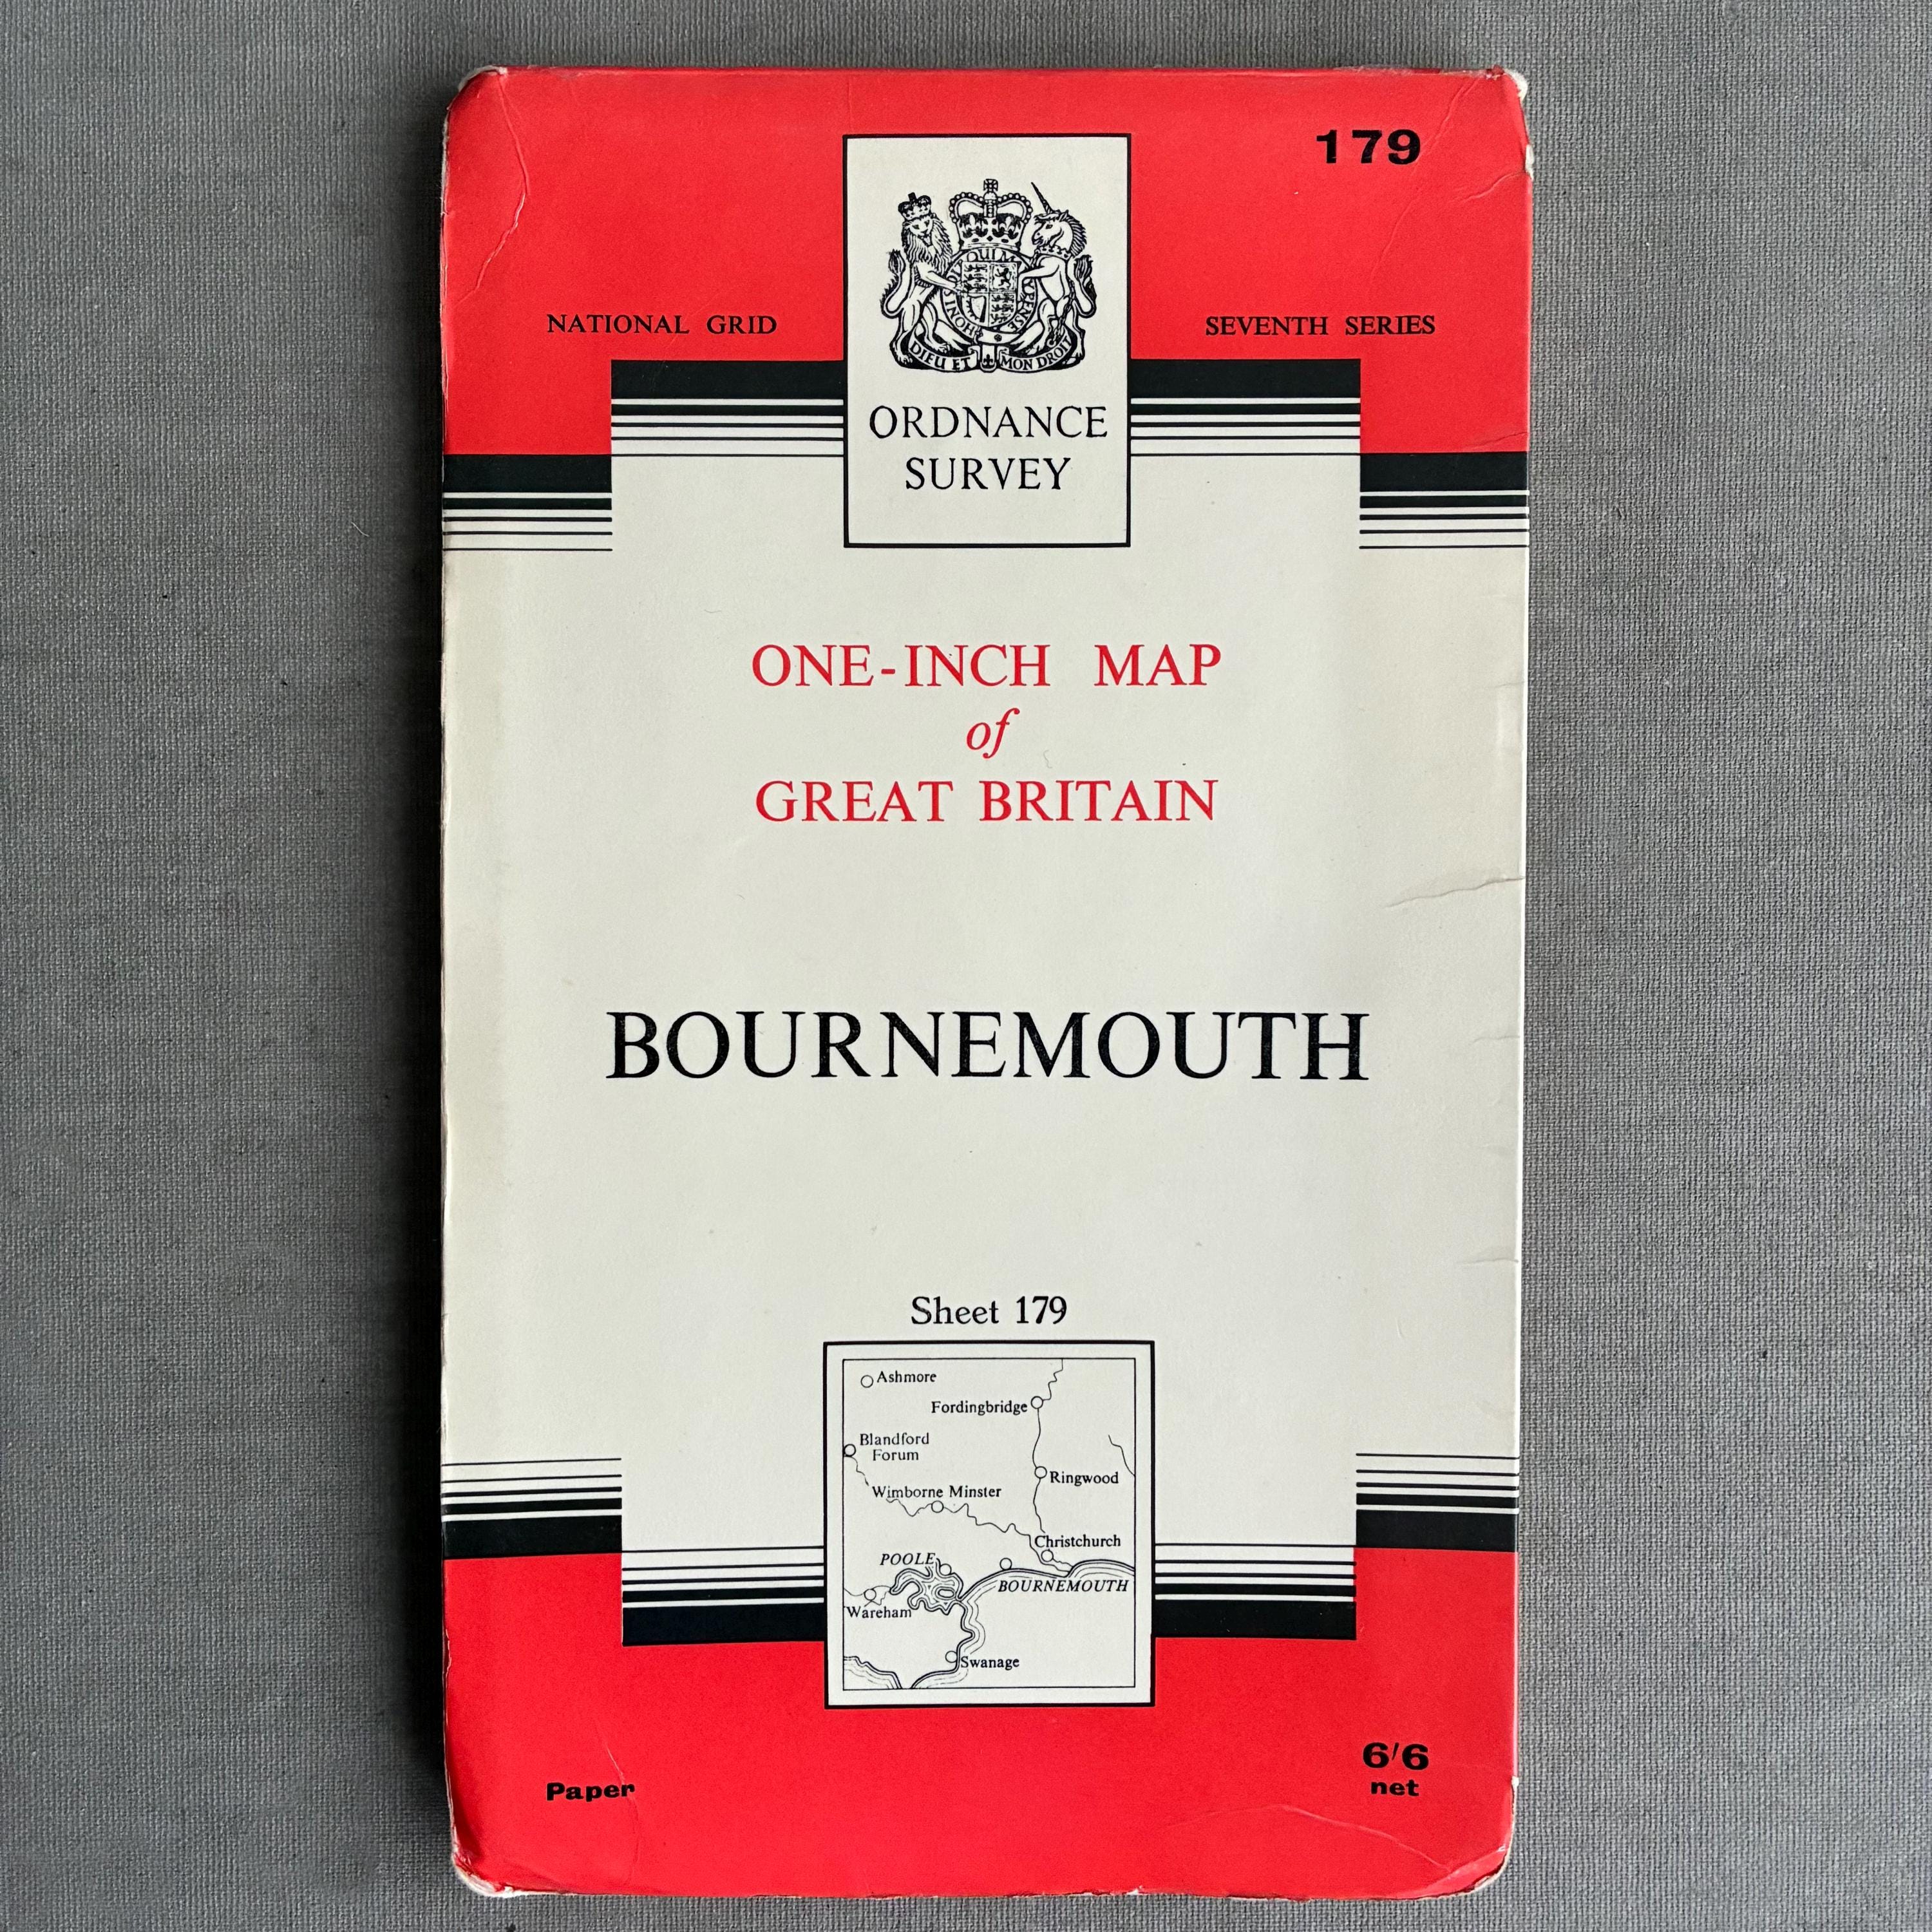 179
NATIONAL GRID
SEVENTH SERIES
DIEU ET MON DROIT
ORDNANCE
SURVEY
ONE-INCH MAP
of
GREAT BRITAIN
BOURNEMOUTH
Sheet 179
Ashmore
Fordingbridge
Blandford
Forum
Ringwood
Wimborne Minster
Christchurch
POOLE
BOURNEMOUTH
Wareham
Swanage
Paper
6/6
net